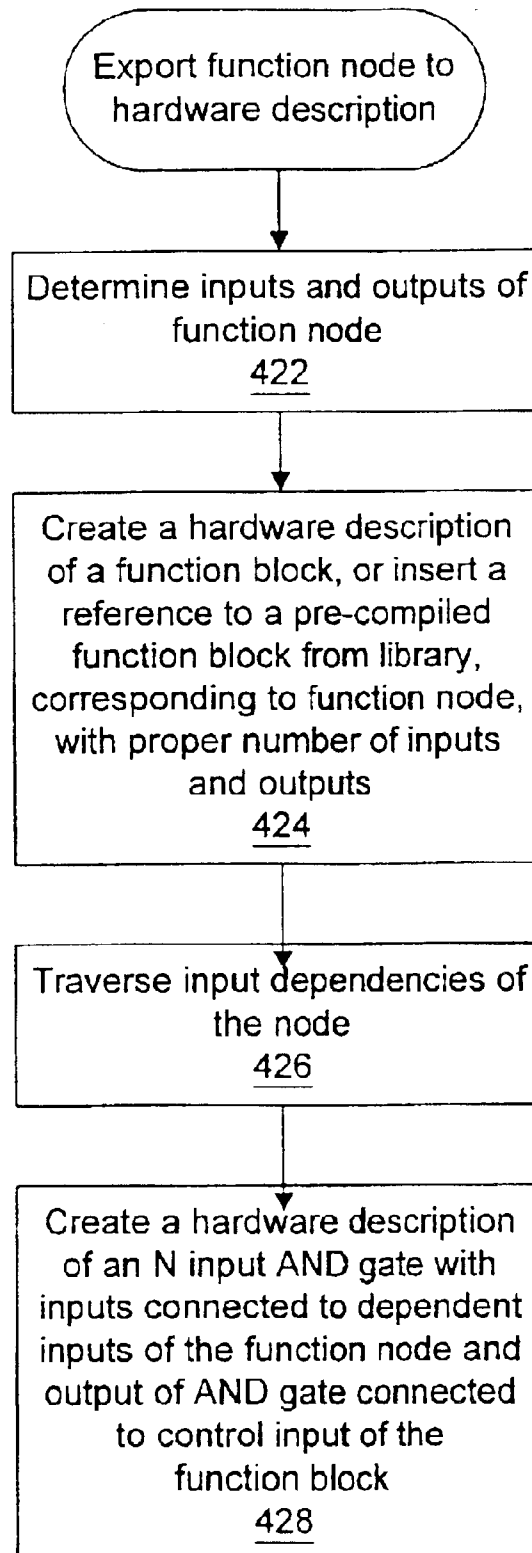 Export function node to
hardware description
Determine inputs and outputs of
function node
422
Create a hardware description
of a function block, or insert a
reference to a pre-compiled
function block from library,
corresponding to function node,
with proper number of inputs
and outputs
424
Traverse input dependencies of
the node
426
Create a hardware description
of an N input AND gate with
inputs connected to dependent
inputs of the function node and
output of AND gate connected
to control input of the
function block
428